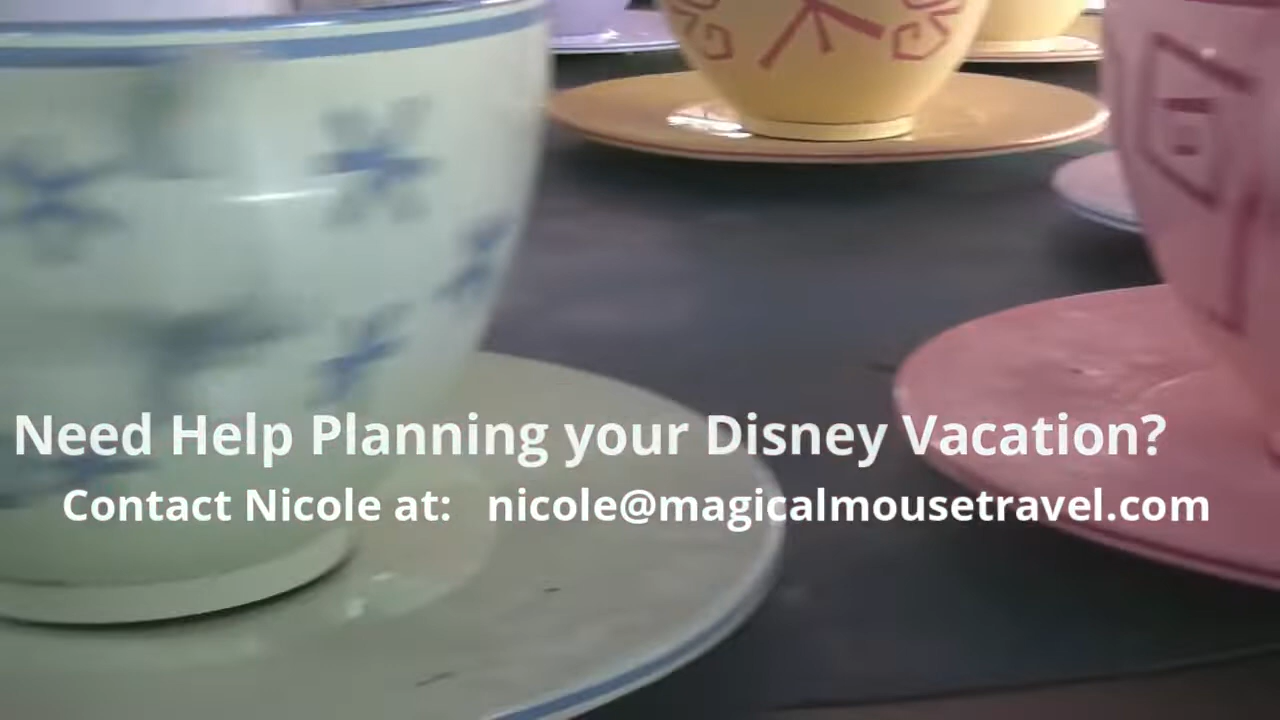 Need Help Planning your Disney Vacation?
Contact Nicole at: nicole@magicalmousetravel.com